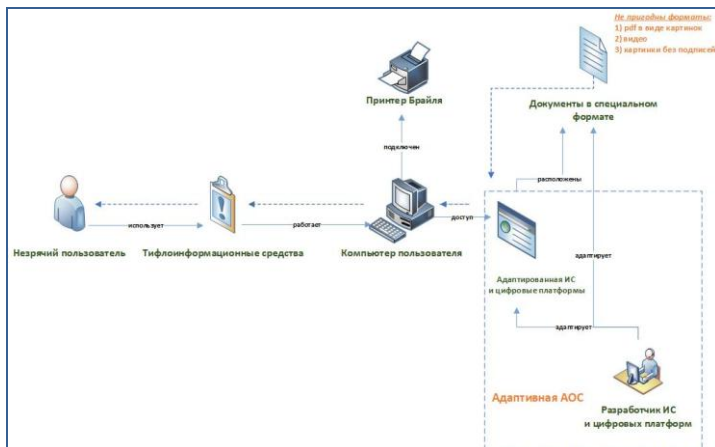 Не пригодны форматы:
1) pdf в виде картинок
2) видео
3) картинки без подписей
Принтер Брайля
Документы в специальном
формате
подключен
расположены
использует
работает
доступ
Незрячий пользователь
Тифлоинформационные средства
Компьютер пользователя
адаптирует
Адаптированная ИС
и цифровые платформы
адаптирует
Адаптивная АОС
Разработчик ИС
и цифровых платформ